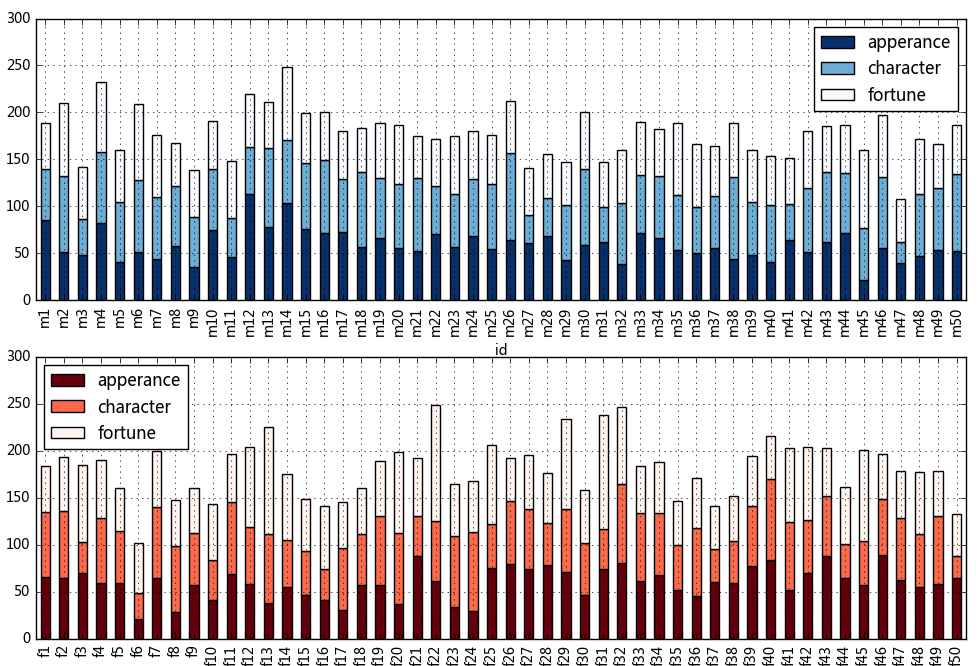 300
250
200
150
100
50
0
apperance
character
fortune
m1 m2 m3 m4 m5 m6 m7 m8 m9 m10 m11 m12 m13 m14 m15 m16 m17 m18 m19 m20 m21 m22 m23 m24 m25 m26 m27 m28 m29 m30 m31 m32 m33 m34 m35 m36 m37 m38 m39 m40 m41 m42 m43 m44 m45 m46 m47 m48 m49 m50
id
300
250
200
150
100
50
0
apperance
character
fortune
f1 f2 f3 f4 f5 f6 f7 f8 f9 f10 f11 f12 f13 f14 f15 f16 f17 f18 f19 f20 f21 f22 f23 f24 f25 f26 f27 f28 f29 f30 f31 f32 f33 f34 f35 f36 f37 f38 f39 f40 f41 f42 f43 f44 f45 f46 f47 f48 f49 f50